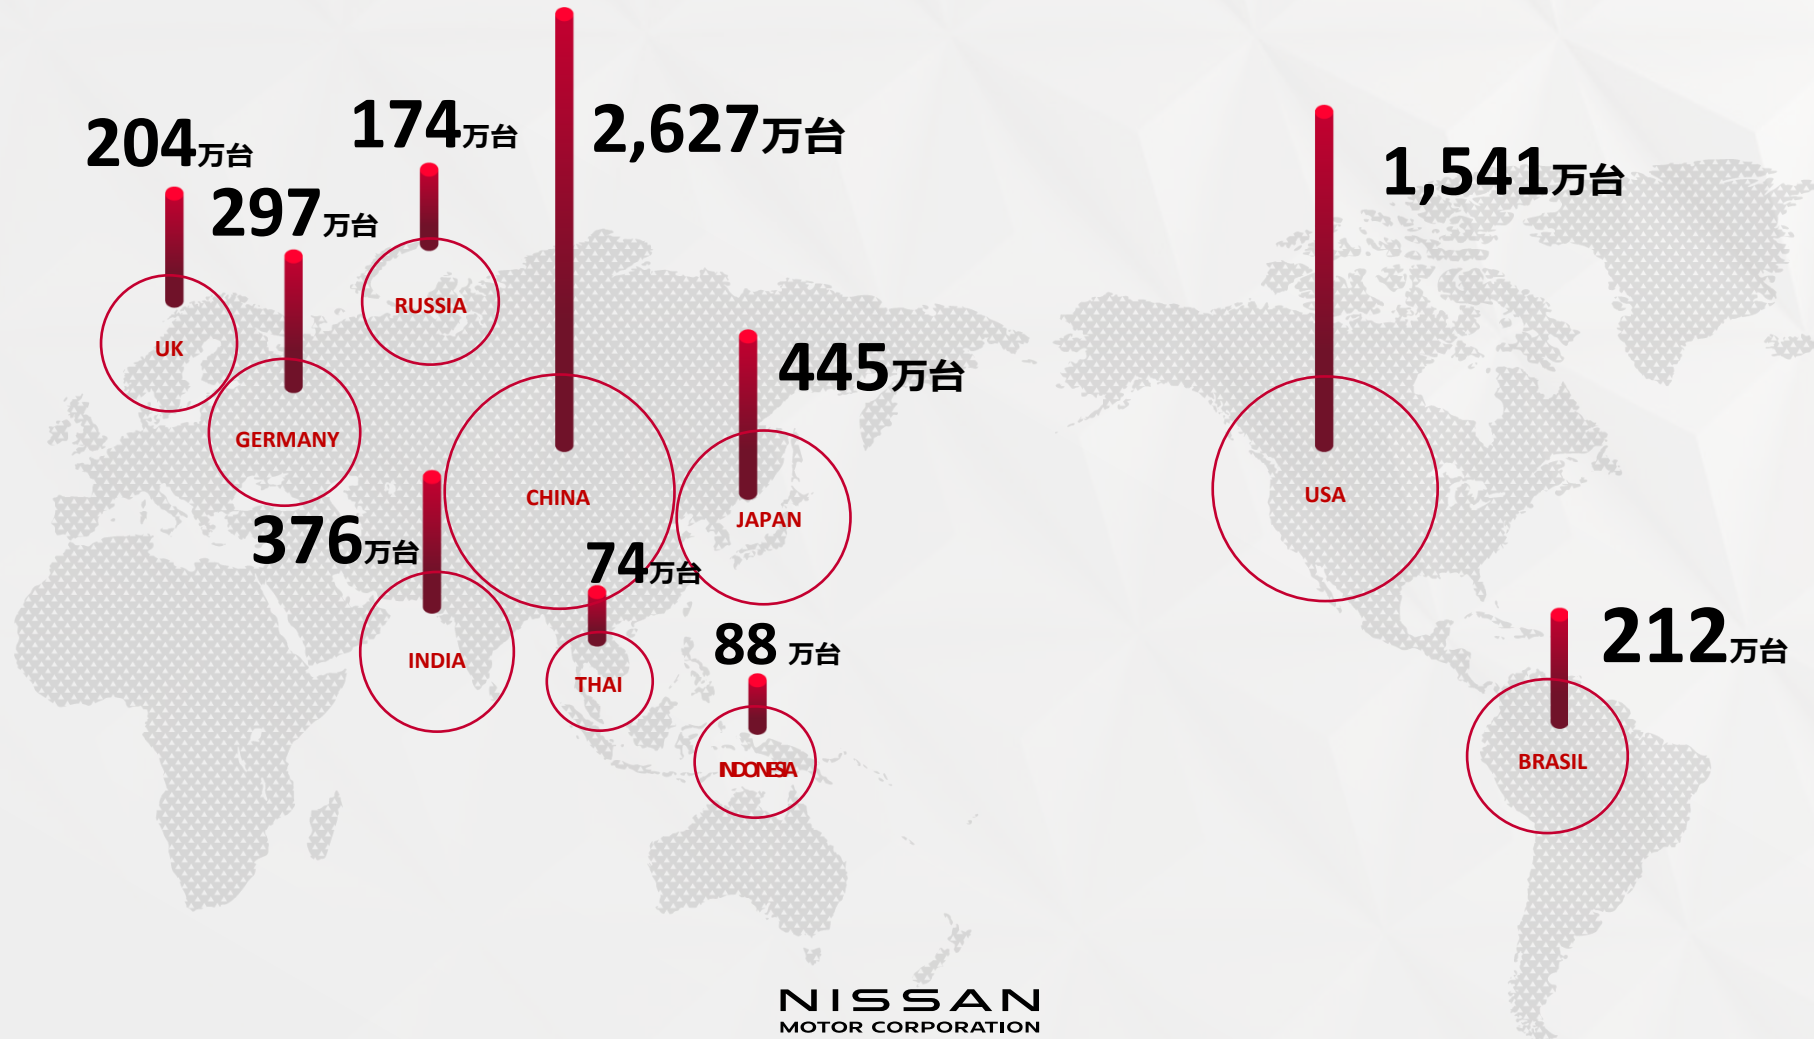 204万台
UK
297万台
GERMANY
174万台
RUSSIA
2,627万台
CHINA
445万台
JAPAN
376万台
INDIA
74万台
THAI
88 万台
INDONESIA
1,541万台
USA
212万台
BRASIL
NISSAN
MOTOR CORPORATION